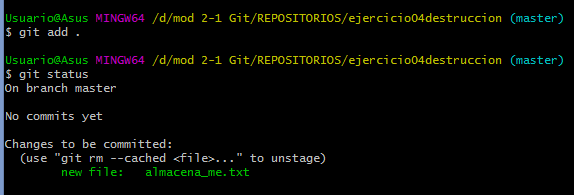 Usuario@Asus MINGW64 /d/mod 2-1 Git/REPOSITORIOS/ejercicio04destruccion (master)
$ git add .
Usuario@Asus MINGW64 /d/mod 2-1 Git/REPOSITORIOS/ejercicio04destruccion (master)
$ git status
On branch master
No commits yet
Changes to be committed:
  (use "git rm --cached <file>..." to unstage)
        new file:   almacena_me.txt